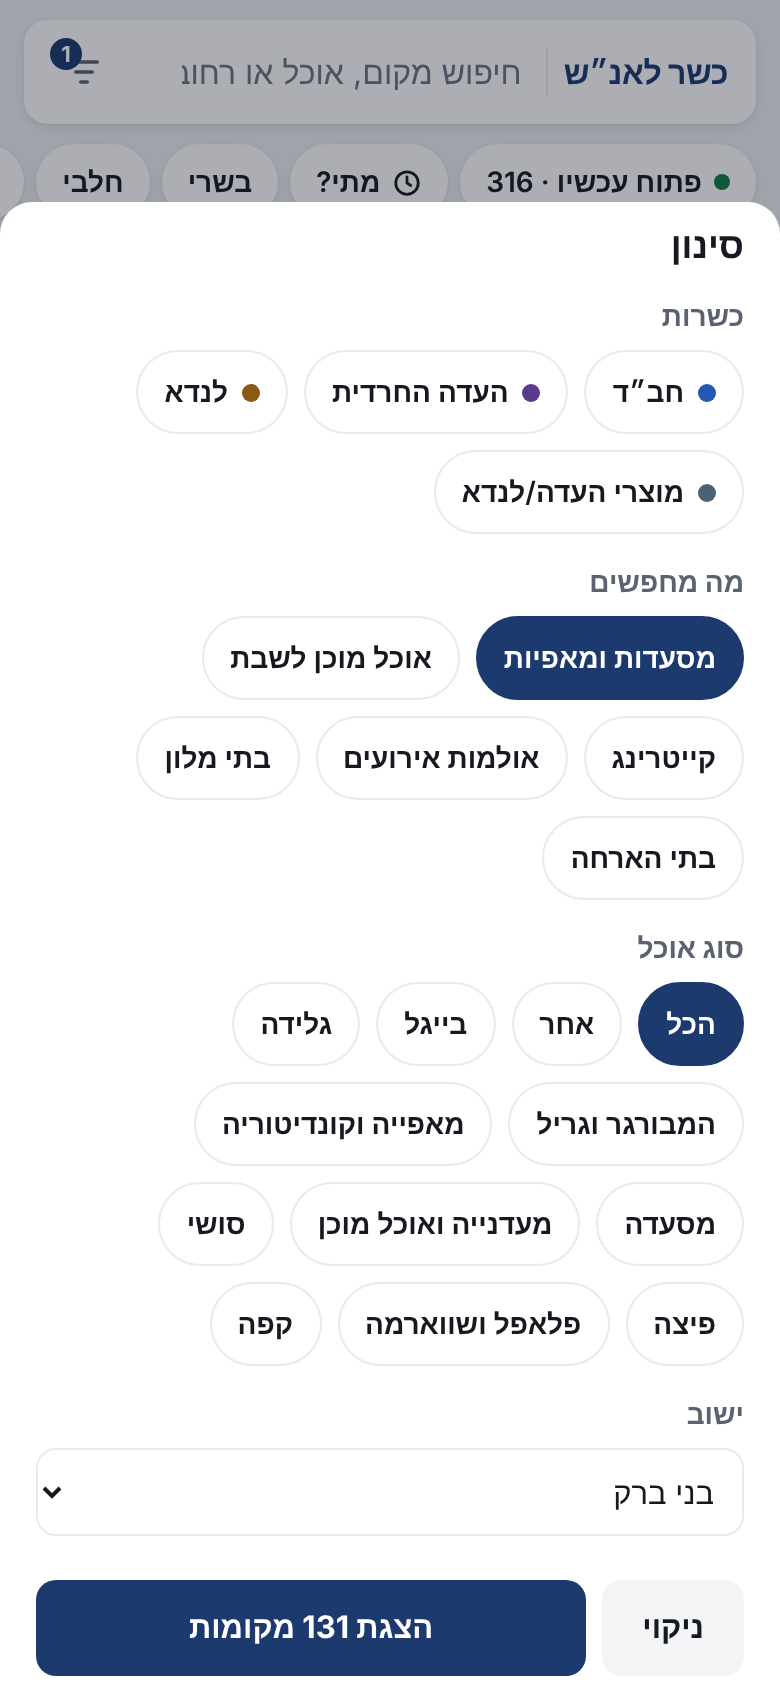 כשר לאנ״ש
חיפוש מקום, אוכל או רחוב
1
פתוח עכשיו · 316
מתי?
בשרי
חלבי
סינון
כשרות
חב״ד
העדה החרדית
לנדא
מוצרי העדה/לנדא
מה מחפשים
מסעדות ומאפיות
אוכל מוכן לשבת
קייטרינג
אולמות אירועים
בתי מלון
בתי הארחה
סוג אוכל
הכל
אחר
בייגל
גלידה
המבורגר וגריל
מאפייה וקונדיטוריה
מסעדה
מעדנייה ואוכל מוכן
סושי
פיצה
פלאפל ושווארמה
קפה
ישוב
בני ברק
ניקוי
הצגת 131 מקומות